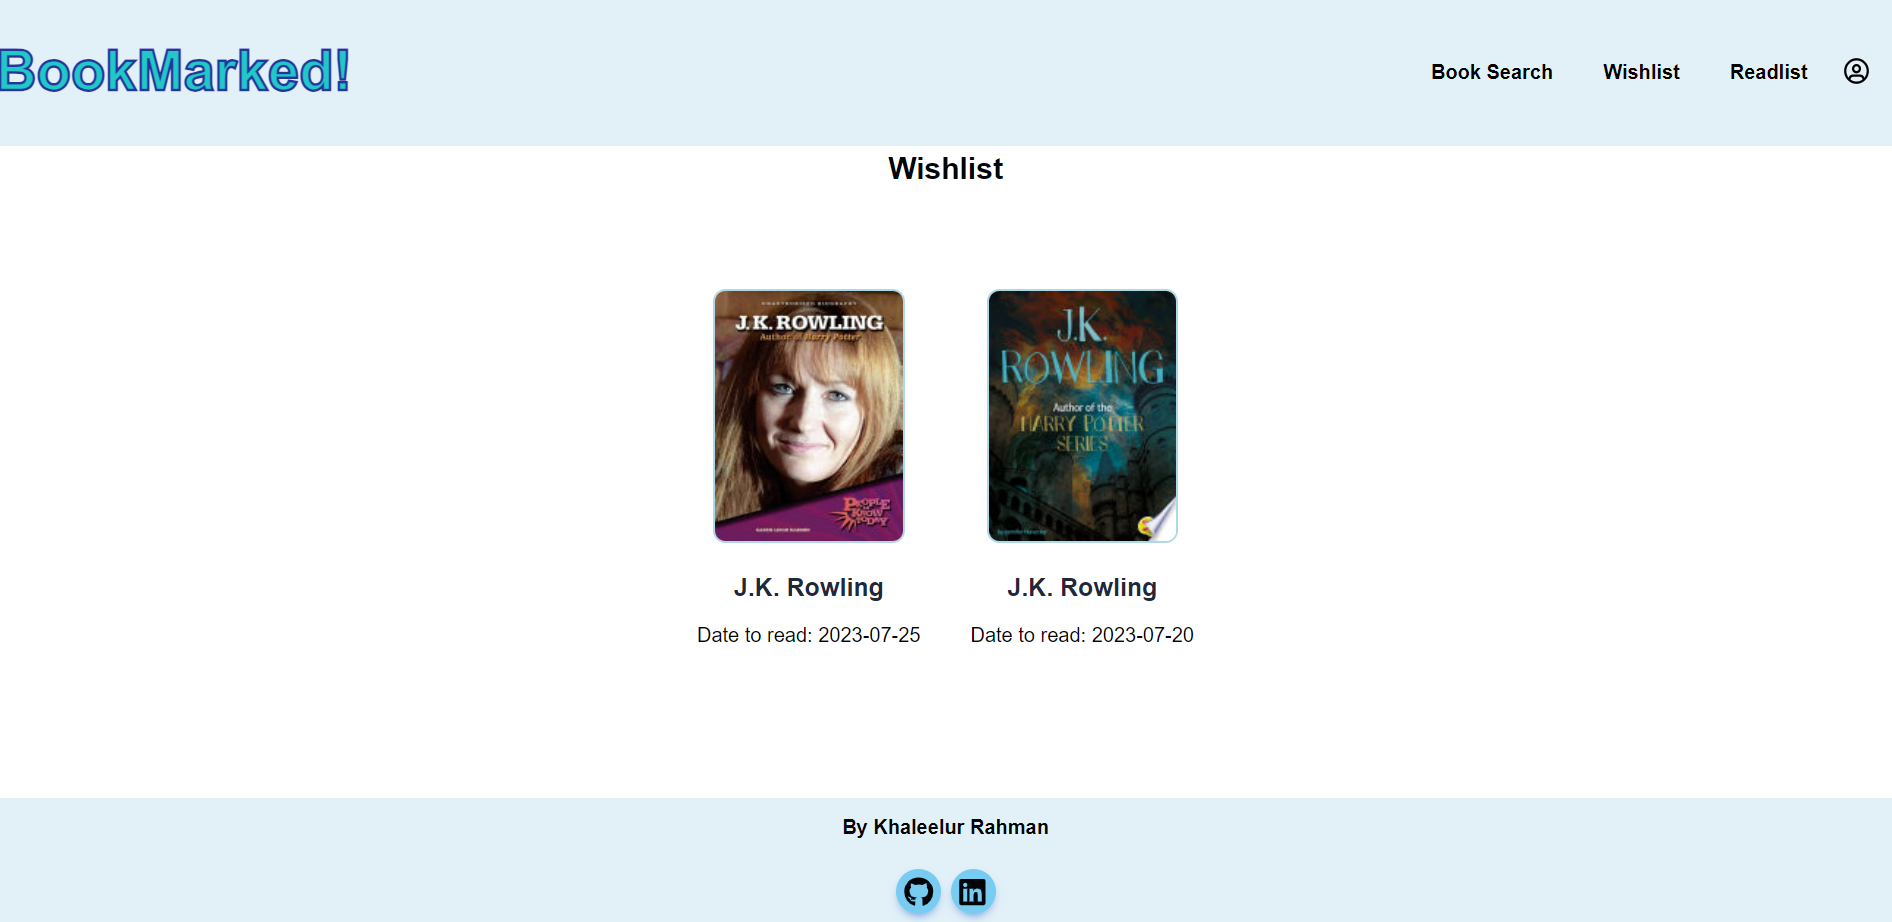 BookMarked!
Book Search Wishlist Readlist
Wishlist
UNAUTHORIZED BIOGRAPHY
J.K. ROWLING
Author of Harry Potter
PEOPLE
to KNOW
TODAY
J.K.
ROWLING
Author of the
HARRY POTTER
SERIES
J.K. Rowling
Date to read: 2023-07-25
J.K. Rowling
Date to read: 2023-07-20
By Khaleelur Rahman
in